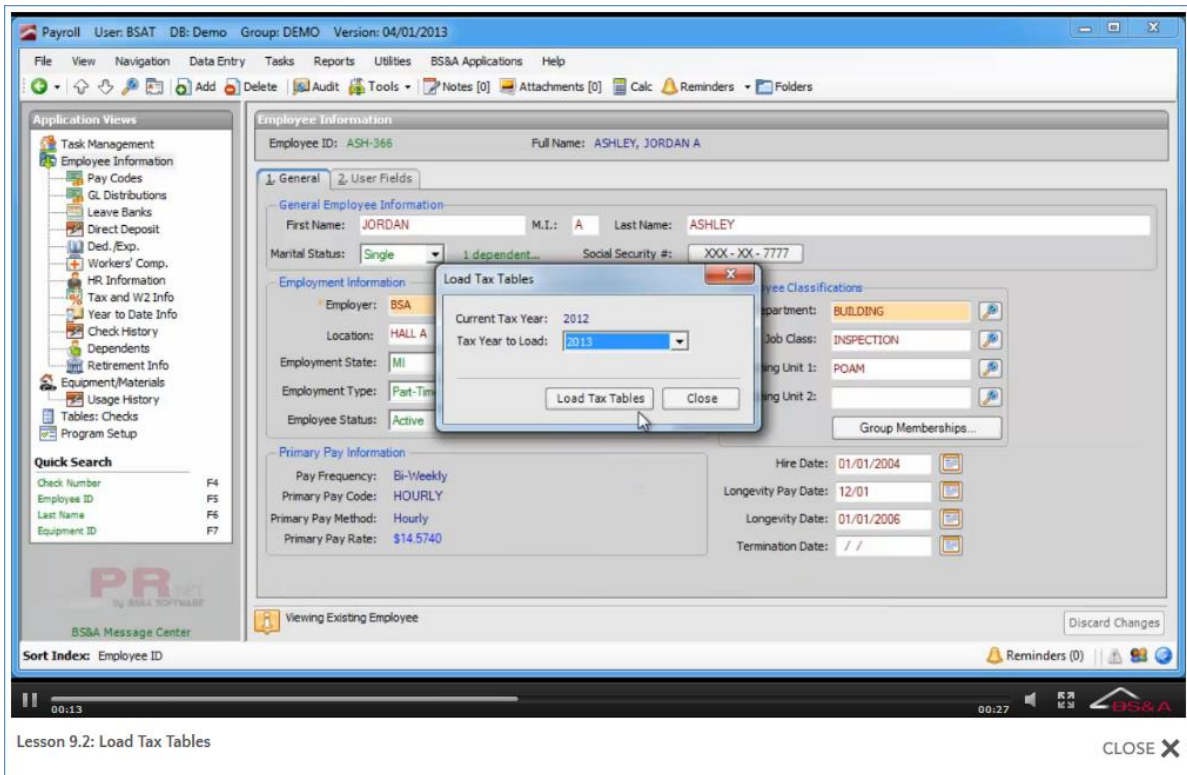 Payroll User: BSAT DB: Demo Group: DEMO Version: 04/01/2013
File View Navigation Data Entry Tasks Reports Utilities BS&A Applications Help
Add Delete Audit Tools Notes [0] Attachments [0] Calc Reminders Folders
Application Views
Task Management
Employee Information
Pay Codes
GL Distributions
Leave Banks
Direct Deposit
Ded./Exp.
Workers' Comp.
HR Information
Tax and W2 Info
Year to Date Info
Check History
Dependents
Retirement Info
Equipment/Materials
Usage History
Tables: Checks
Program Setup
Quick Search
Check Number F4
Employee ID F5
Last Name F6
Equipment ID F7
PR.NET
by BS&A SOFTWARE
BS&A Message Center
Employee Information
Employee ID: ASH-366 Full Name: ASHLEY, JORDAN A
1. General 2. User Fields
General Employee Information
First Name: JORDAN M.I.: A Last Name: ASHLEY
Marital Status: Single 1 dependent... Social Security #: XXX - XX - 7777
Employment Information
Employer: BSA
Location: HALL A
Employment State: MI
Employment Type: Part-Tim
Employee Status: Active
Load Tax Tables
Current Tax Year: 2012
Tax Year to Load: 2013
Load Tax Tables Close
yee Classifications
epartment: BUILDING
Job Class: INSPECTION
ing Unit 1: POAM
ing Unit 2:
Group Memberships...
Primary Pay Information
Pay Frequency: Bi-Weekly
Primary Pay Code: HOURLY
Primary Pay Method: Hourly
Primary Pay Rate: $14.5740
Hire Date: 01/01/2004
Longevity Pay Date: 12/01
Longevity Date: 01/01/2006
Termination Date: / /
Viewing Existing Employee
Discard Changes
Sort Index: Employee ID Reminders (0)
00:13 00:27 BS&A
Lesson 9.2: Load Tax Tables CLOSE